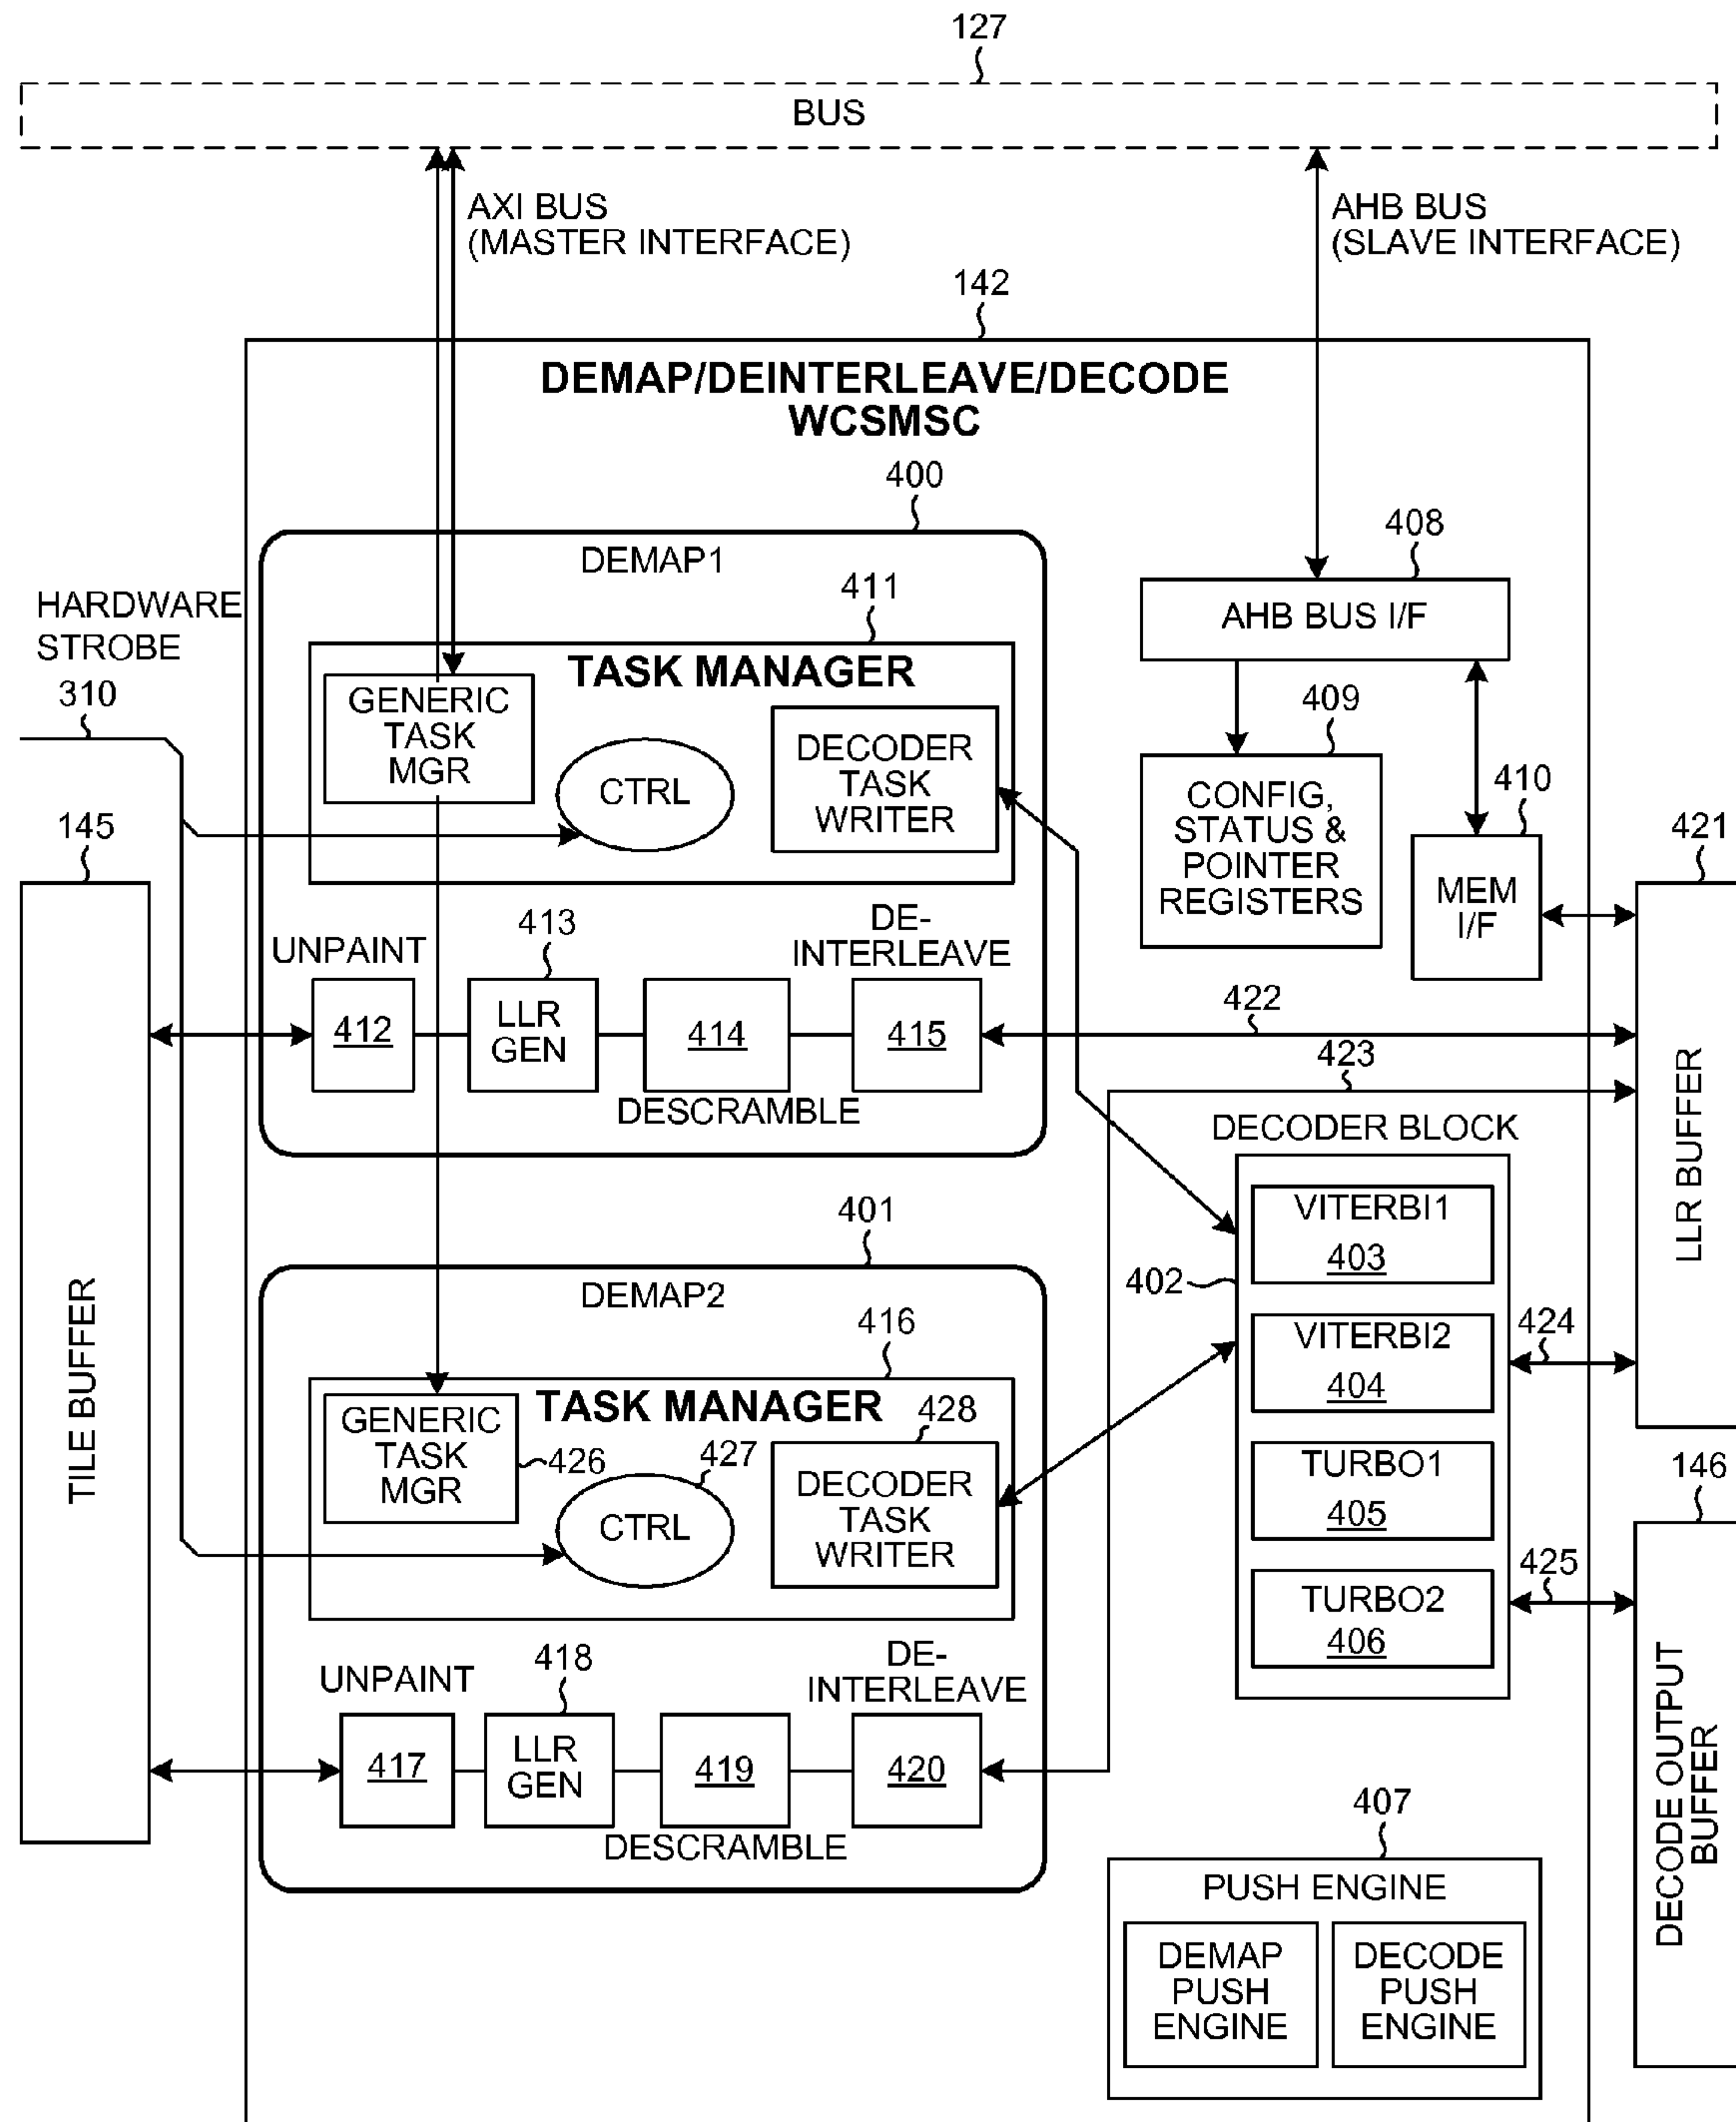 127
BUS
AXI BUS
(MASTER INTERFACE)
AHB BUS
(SLAVE INTERFACE)
142
DEMAP/DEINTERLEAVE/DECODE
WCSMSC
400
DEMAP1
411
TASK MANAGER
GENERIC
TASK
MGR
CTRL
DECODER
TASK
WRITER
HARDWARE
STROBE
310
408
AHB BUS I/F
409
CONFIG,
STATUS &
POINTER
REGISTERS
410
MEM
I/F
145
TILE BUFFER
421
LLR BUFFER
UNPAINT
412
413
LLR
GEN
414
DESCRAMBLE
DE-
INTERLEAVE
415
422
423
DECODER BLOCK
402
VITERBI1
403
VITERBI2
404
TURBO1
405
TURBO2
406
424
425
146
DECODE OUTPUT
BUFFER
401
DEMAP2
416
TASK MANAGER
GENERIC
TASK
MGR
426
427
CTRL
428
DECODER
TASK
WRITER
UNPAINT
417
418
LLR
GEN
419
DESCRAMBLE
DE-
INTERLEAVE
420
407
PUSH ENGINE
DEMAP
PUSH
ENGINE
DECODE
PUSH
ENGINE